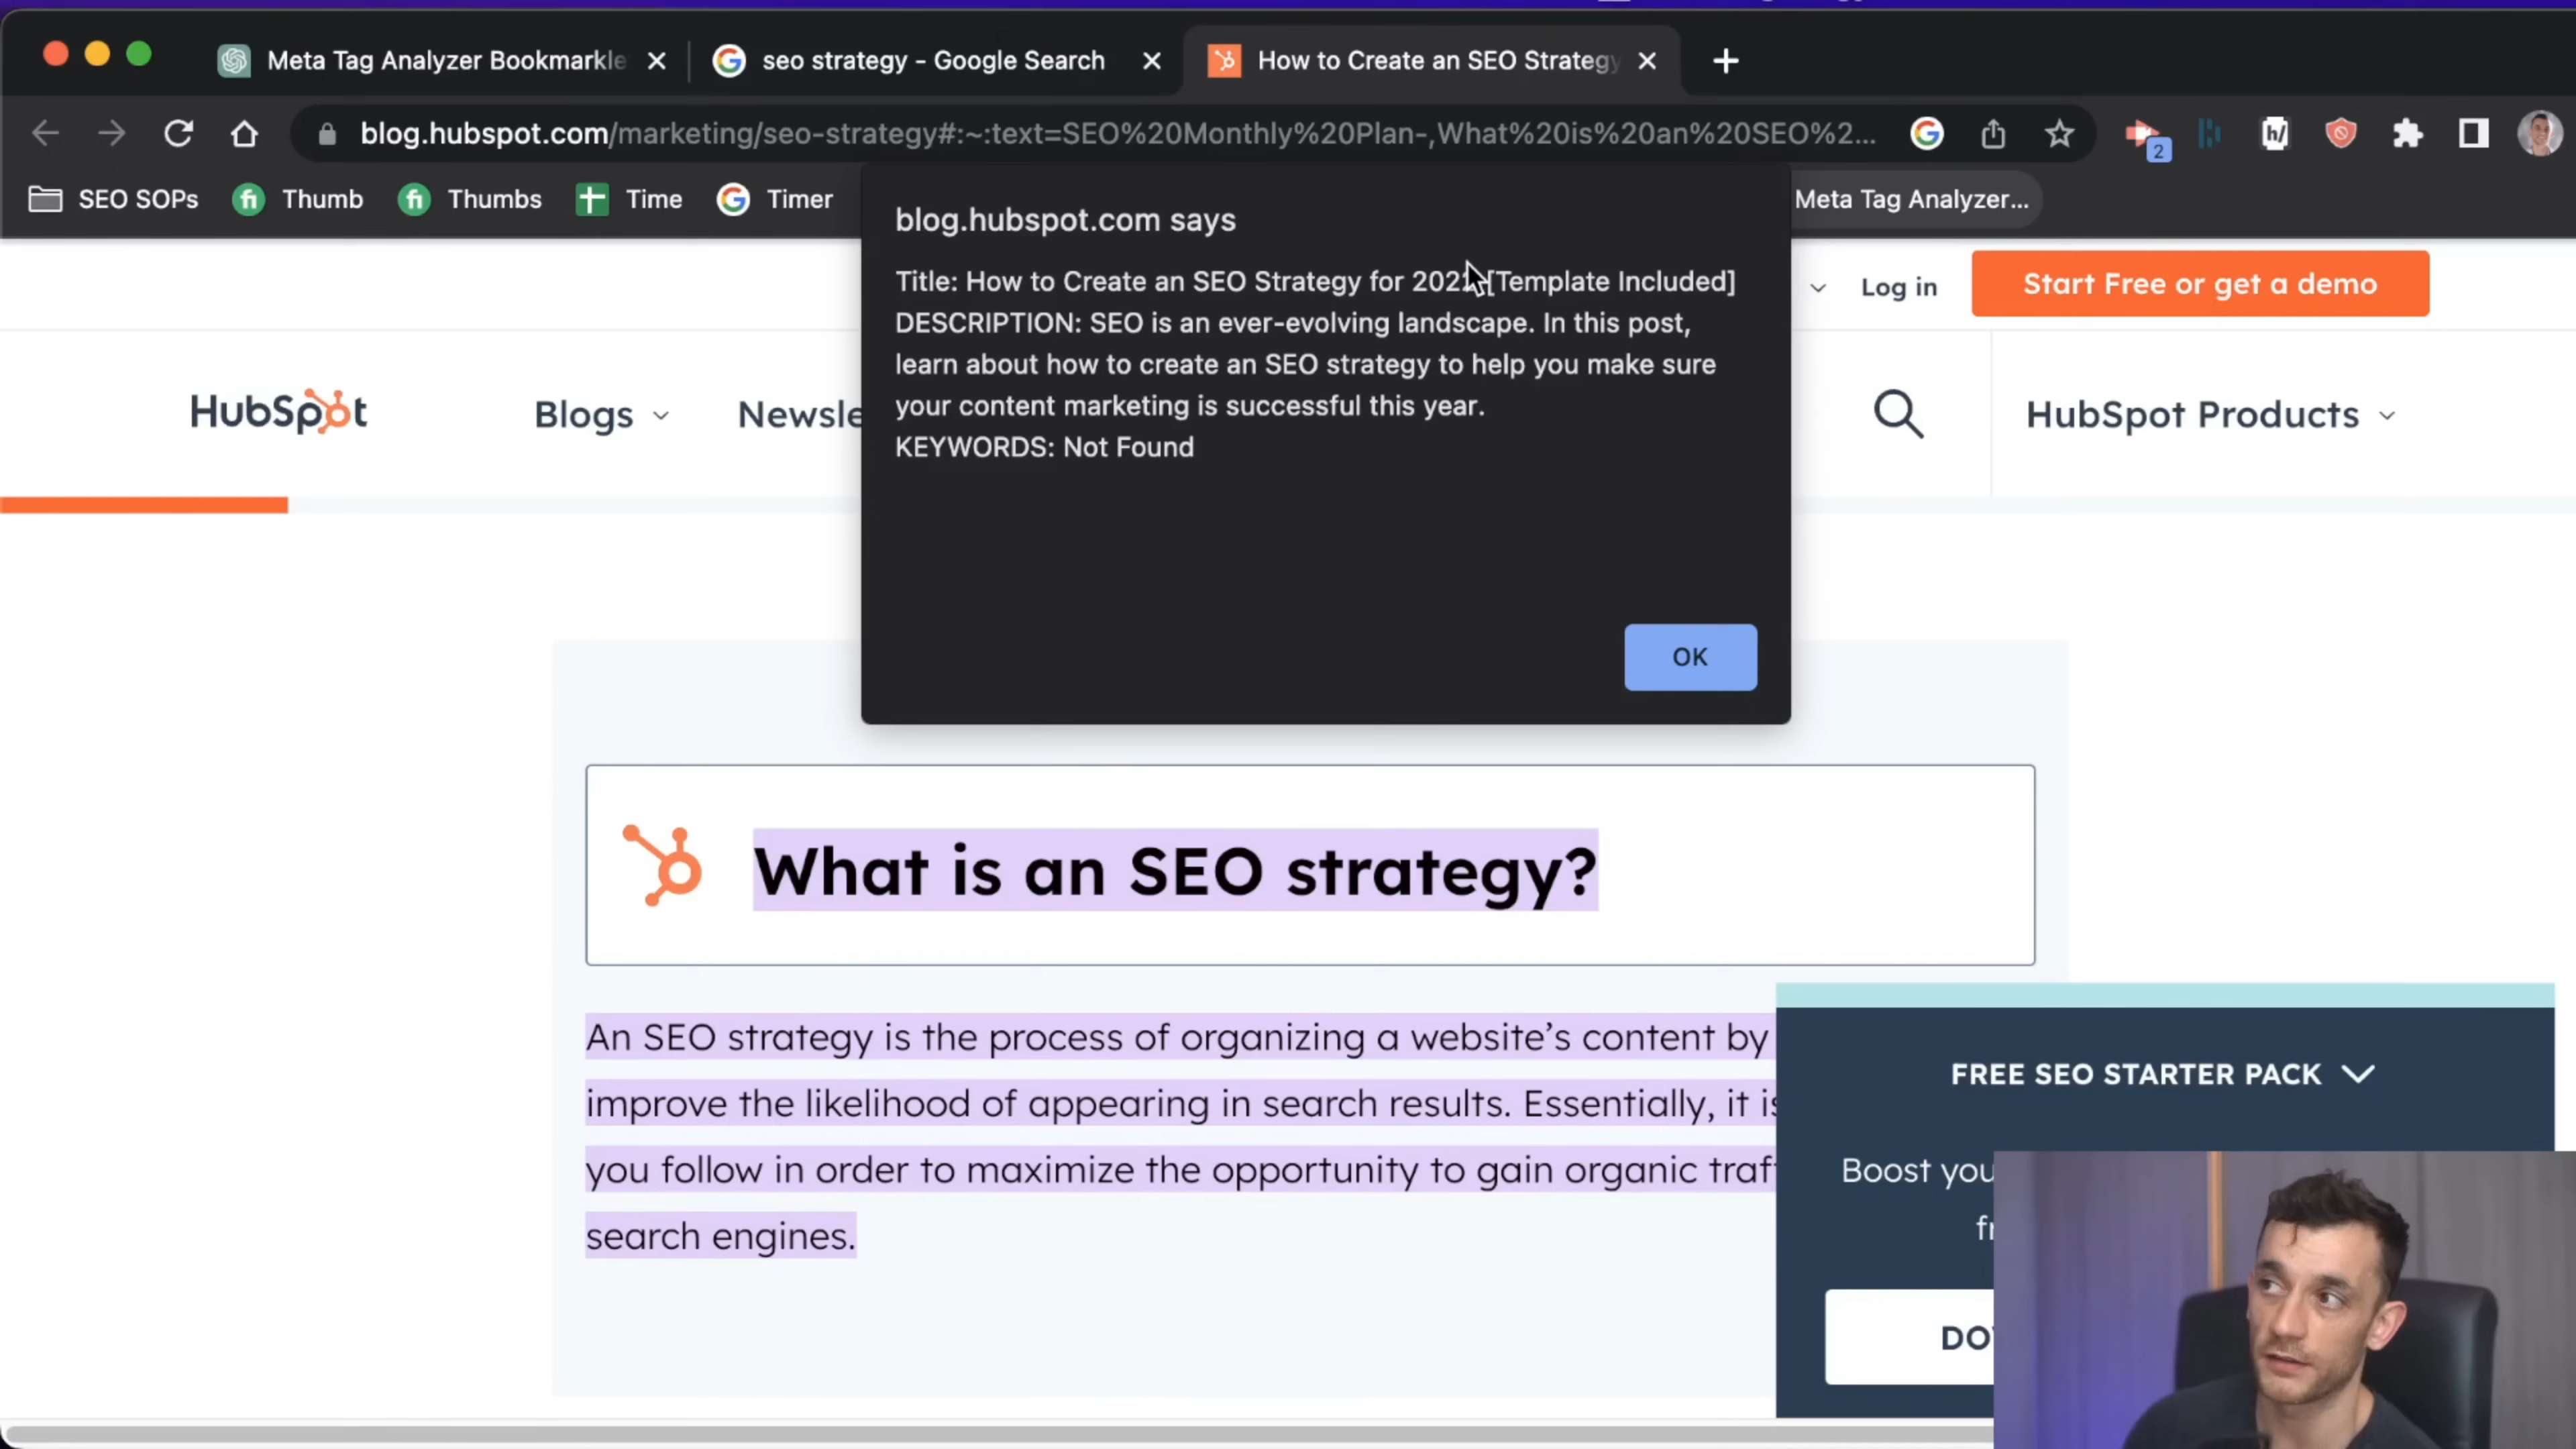 Meta Tag Analyzer Bookmarkle
seo strategy - Google Search
How to Create an SEO Strategy
blog.hubspot.com/marketing/seo-strategy#:~:text=SEO%20Monthly%20Plan-,What%20is%20an%20SEO%2...
2
SEO SOPs
Thumb
Thumbs
Time
Timer
Meta Tag Analyzer...
blog.hubspot.com says
Title: How to Create an SEO Strategy for [Template Included]
DESCRIPTION: SEO is an ever-evolving landscape. In this post,
learn about how to create an SEO strategy to help you make sure
your content marketing is successful this year.
KEYWORDS: Not Found
OK
Log in
Start Free or get a demo
HubSpot
Blogs
Newsle
HubSpot Products
What is an SEO strategy?
An SEO strategy is the process of organizing a website’s content by
improve the likelihood of appearing in search results. Essentially, it is
you follow in order to maximize the opportunity to gain organic traf
search engines.
FREE SEO STARTER PACK
Boost you